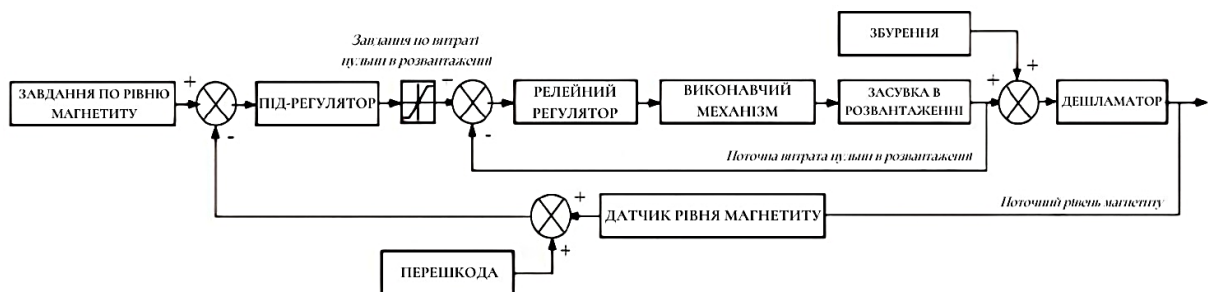 ЗБУРЕННЯ
Завдання по витраті
пульпи в розвантаженні
+
+
-
+
ЗАВДАННЯ ПО РІВНЮ
МАГНЕТИТУ
ПІД-РЕГУЛЯТОР
РЕЛЕЙНИЙ
РЕГУЛЯТОР
ВИКОНАВЧИЙ
МЕХАНІЗМ
ЗАСУВКА В
РОЗВАНТАЖЕННІ
ДЕШЛАМАТОР
-
-
Поточна витрата пульпи в розвантаженні
+
ДАТЧИК РІВНЯ МАГНЕТИТУ
Поточний рівень магнетиту
+
ПЕРЕШКОДА